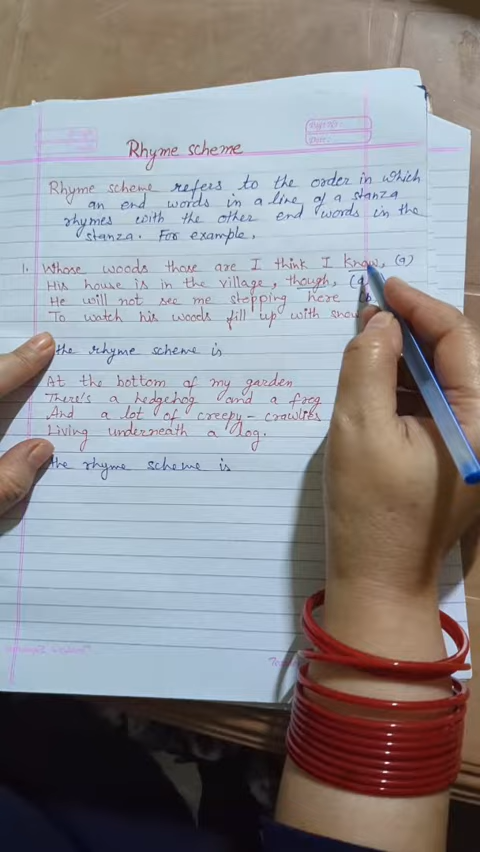 Rhyme scheme
Rhyme scheme refers to the order in which
an end words in a line of a stanza
rhymes with the other end words in the
stanza. For example,
1. Whose woods those are I think I know, (a)
His house is in the village, though, (a
He will not see me stopping here
To watch his woods fill up with snow
the rhyme scheme is
At the bottom of my garden
There's a hedgehog and a frog
And a lot of creepy-crawlies
Living underneath a log.
the rhyme scheme is